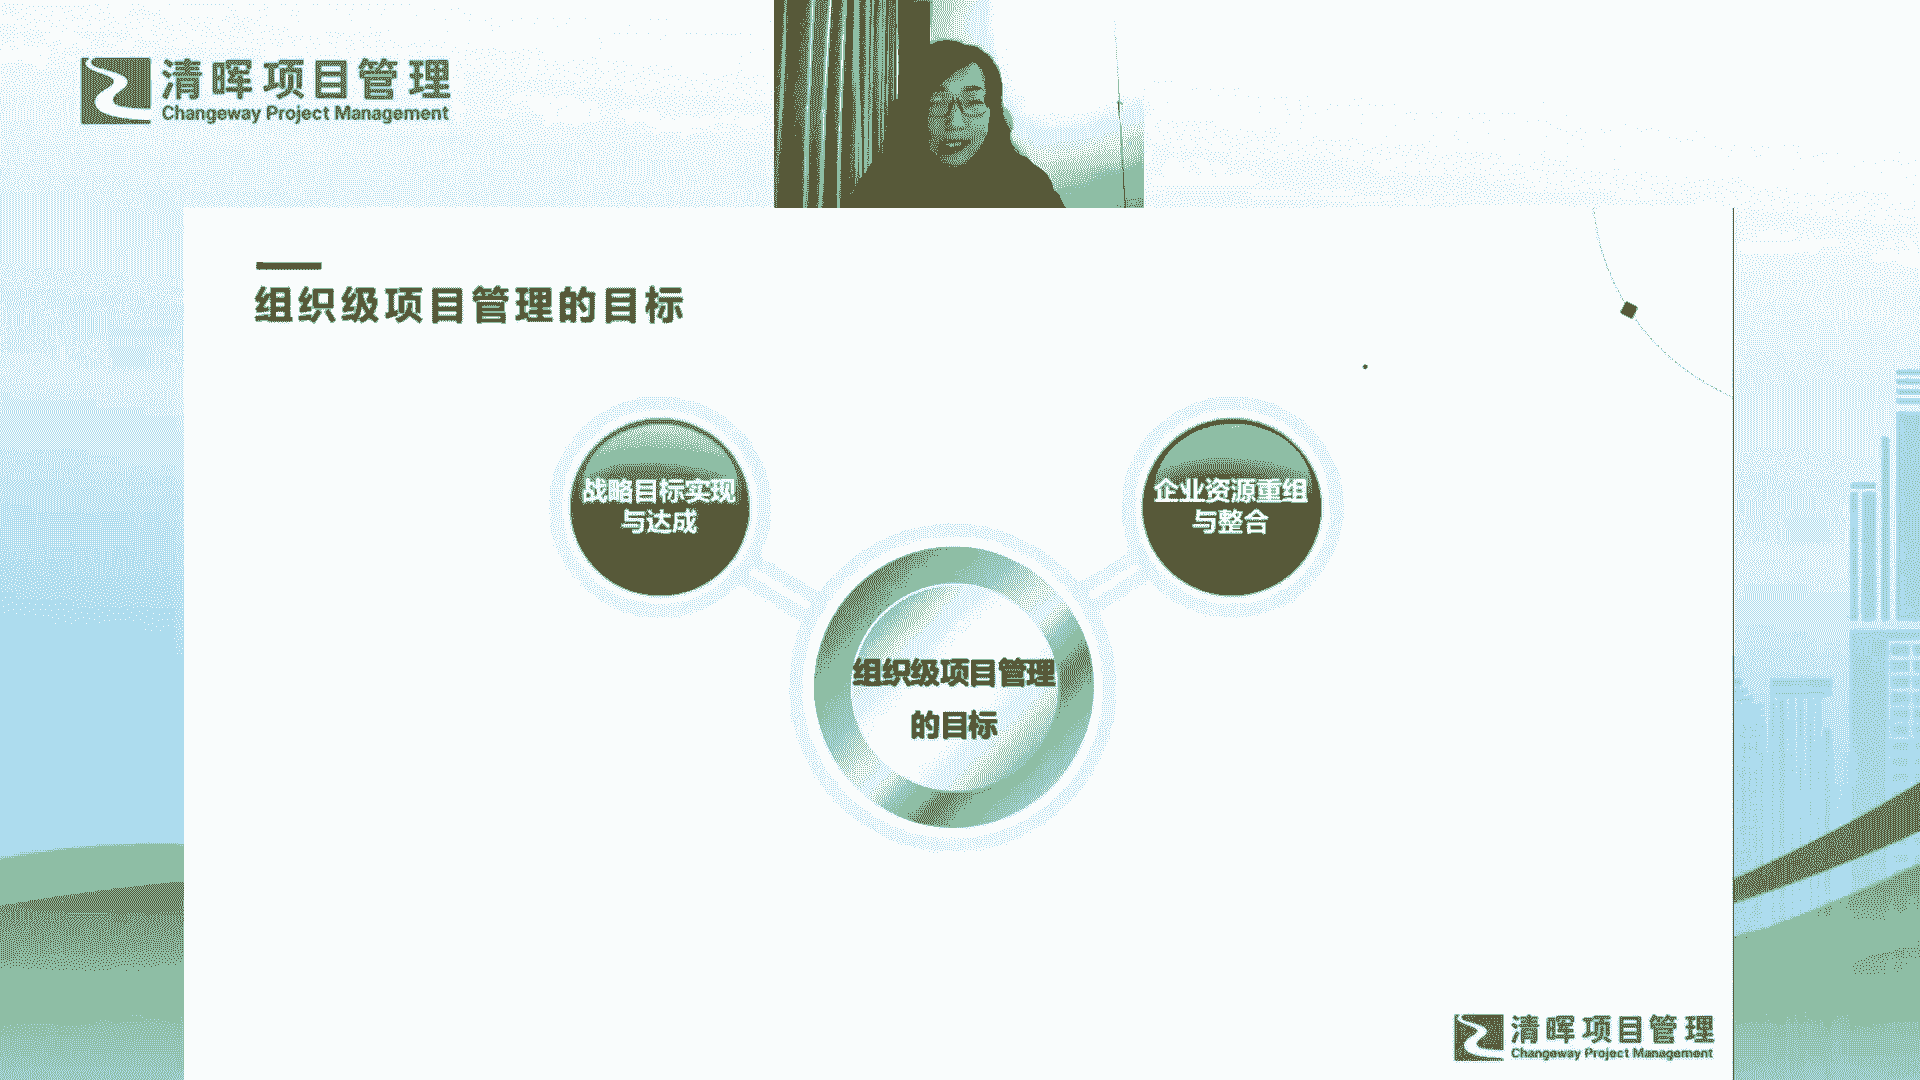 清晖项目管理
Changeway Project Management
组织级项目管理的目标
战略目标实现
与达成
企业资源重组
与整合
组织级项目管理
的目标
清晖项目管理
Changeway Project Management